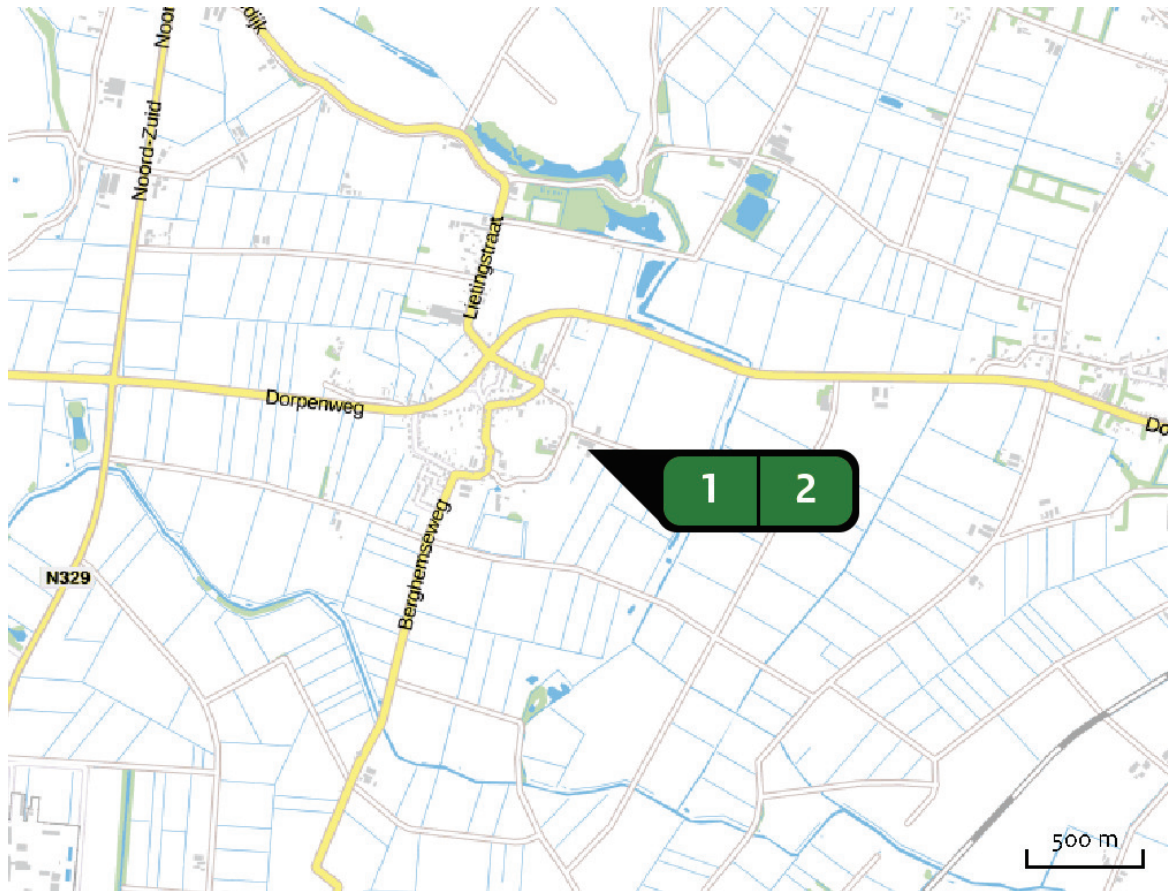 Noord-Zuid
Lietingstraat
Dorpenweg
1 2
Berghemseweg
N329
500 m